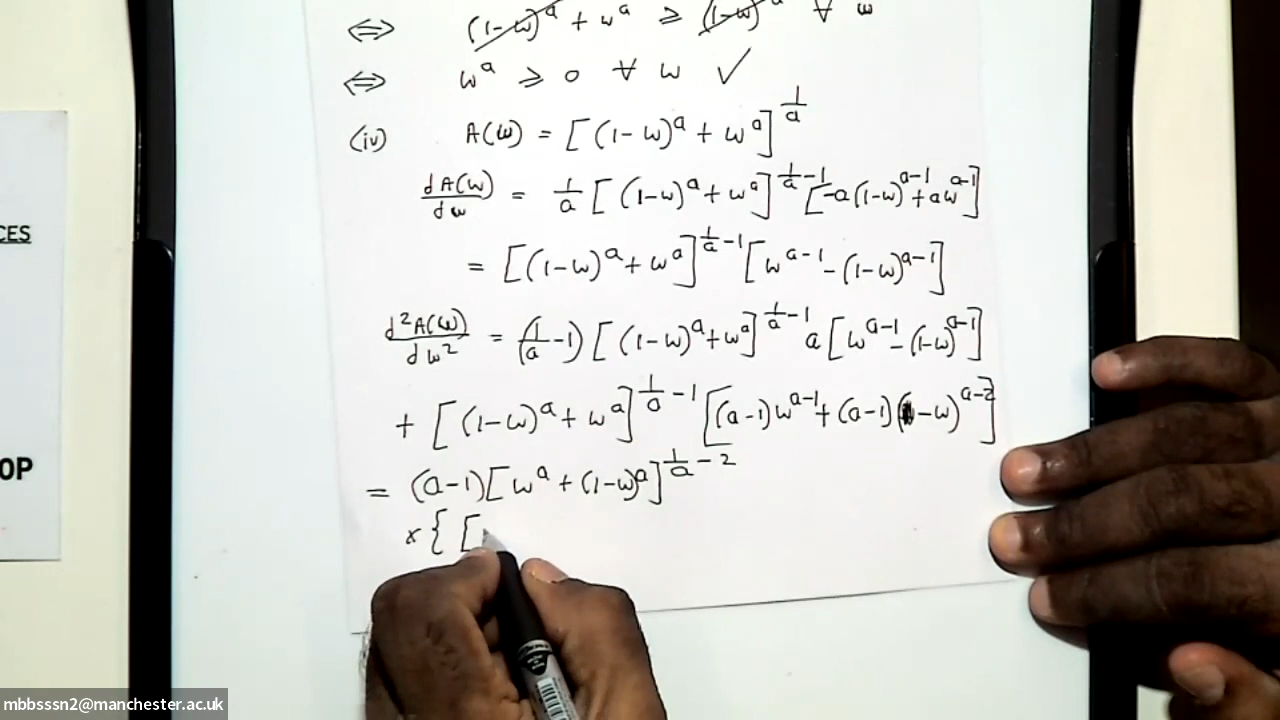 ⇔ (1-w)^a + w^a ≥ (1-w)^a ∀ w
⇔ w^a ≥ 0 ∀ w ✓
(iv) A(w) = [(1-w)^a + w^a]^{1/a}
dA(w)/dw = 1/a [(1-w)^a + w^a]^{1/a-1} [-a(1-w)^{a-1} + aw^{a-1}]
= [(1-w)^a + w^a]^{1/a-1} [w^{a-1} - (1-w)^{a-1}]
d²A(w)/dw² = (1/a-1) [(1-w)^a + w^a]^{1/a-1} a [w^{a-1} - (1-w)^{a-1}]
+ [(1-w)^a + w^a]^{1/a-1} [(a-1)w^{a-1} + (a-1)(1-w)^{a-2}]
= (a-1)[w^a + (1-w)^a]^{1/a-2}
x { [
CES
OP
mbbsssn2@manchester.ac.uk